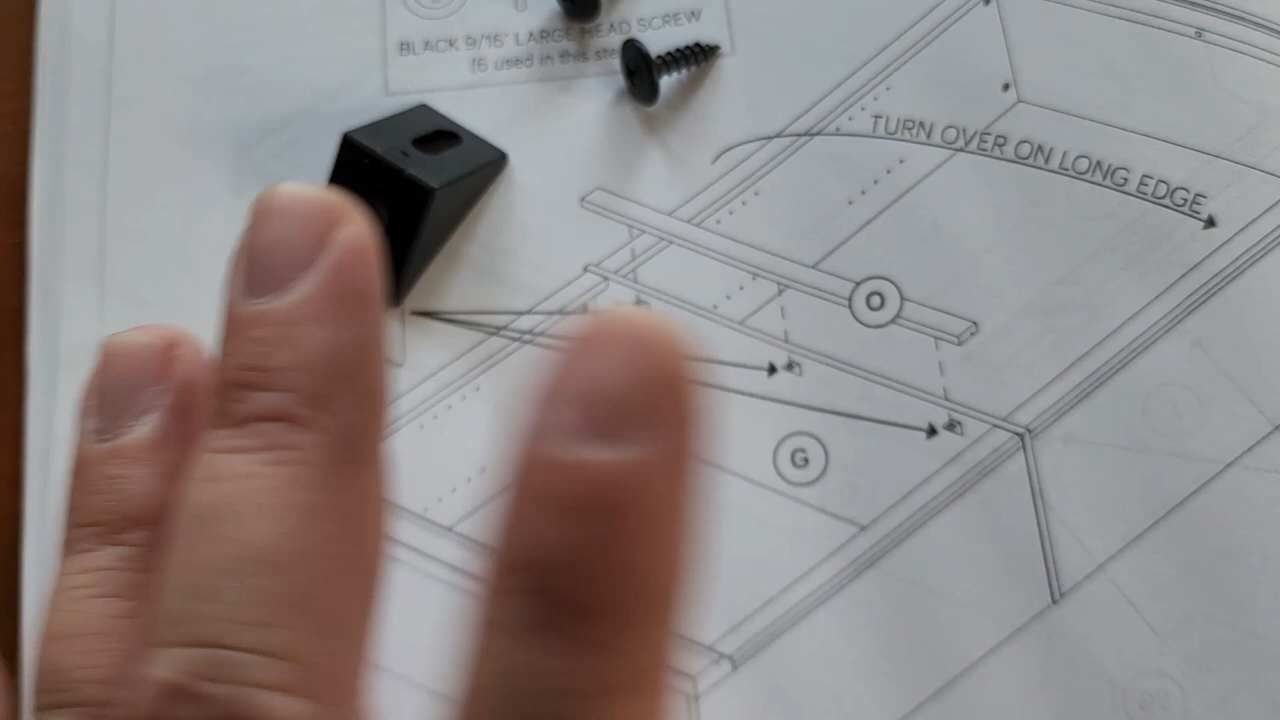 BLACK 9/16" LARGE HEAD SCREW
(6 used in this ste
TURN OVER ON LONG EDGE
O
G